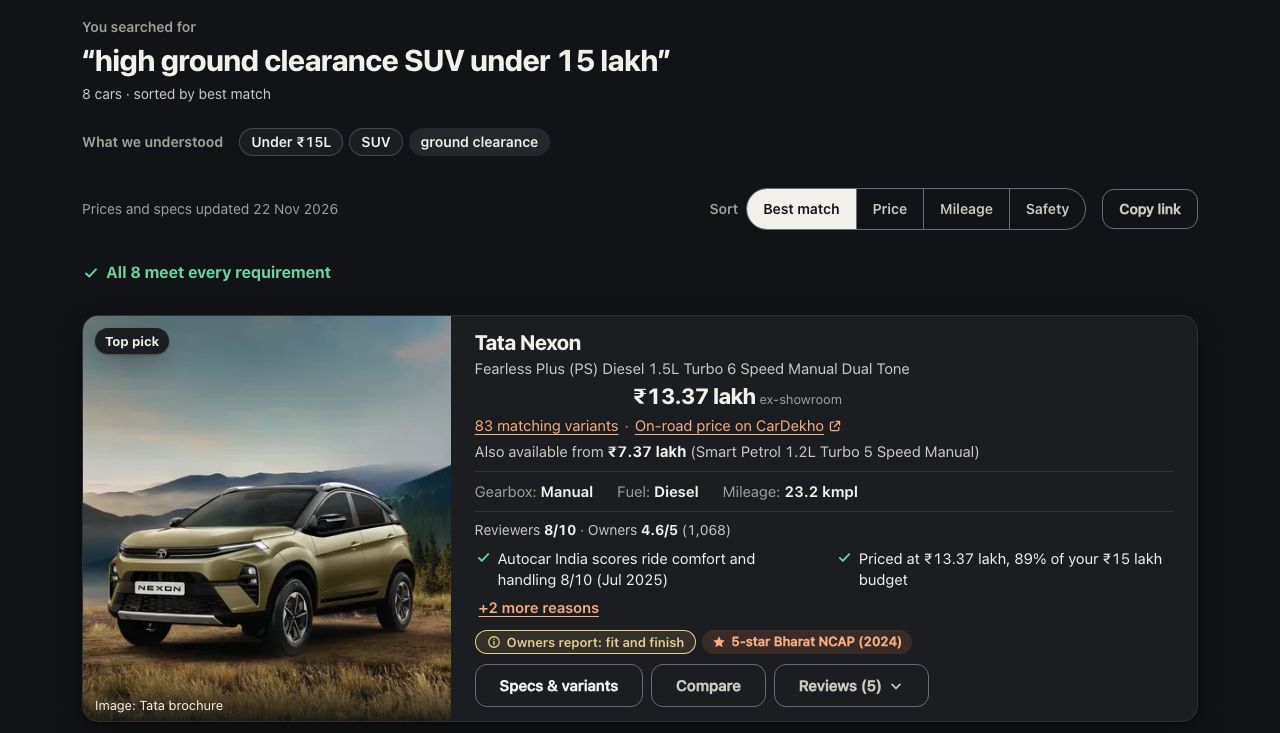 You searched for
“high ground clearance SUV under 15 lakh”
8 cars · sorted by best match
What we understood Under ₹15L SUV ground clearance
Prices and specs updated 22 Nov 2026 Sort Best match Price Mileage Safety Copy link
All 8 meet every requirement
Top pick
Tata Nexon
Fearless Plus (PS) Diesel 1.5L Turbo 6 Speed Manual Dual Tone
₹13.37 lakh ex-showroom
83 matching variants · On-road price on CarDekho
Also available from ₹7.37 lakh (Smart Petrol 1.2L Turbo 5 Speed Manual)
Gearbox: Manual Fuel: Diesel Mileage: 23.2 kmpl
Reviewers 8/10 · Owners 4.6/5 (1,068)
Autocar India scores ride comfort and
handling 8/10 (Jul 2025)
Priced at ₹13.37 lakh, 89% of your ₹15 lakh
budget
+2 more reasons
Owners report: fit and finish 5-star Bharat NCAP (2024)
Specs & variants Compare Reviews (5)
NEXON
Image: Tata brochure